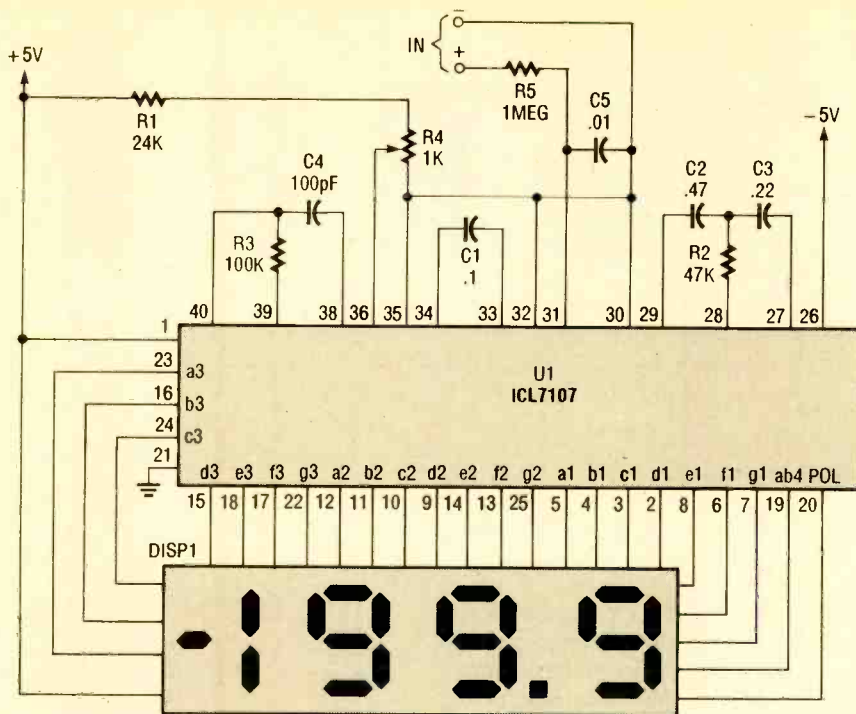 +5V
IN
−
+
R1
24K
R5
1MEG
C5
.01
−5V
R4
1K
C4
100pF
R3
100K
C1
.1
C2
.47
C3
.22
R2
47K
40 39 38 36 35 34 33 32 31 30 29 28 27 26
1
23 a3
16 b3
24 c3
21
U1
ICL7107
d3 e3 f3 g3 a2 b2 c2 d2 e2 f2 g2 a1 b1 c1 d1 e1 f1 g1 ab4 POL
15 18 17 22 12 11 10 9 14 13 25 5 4 3 2 8 6 7 19 20
DISP1
-199.9